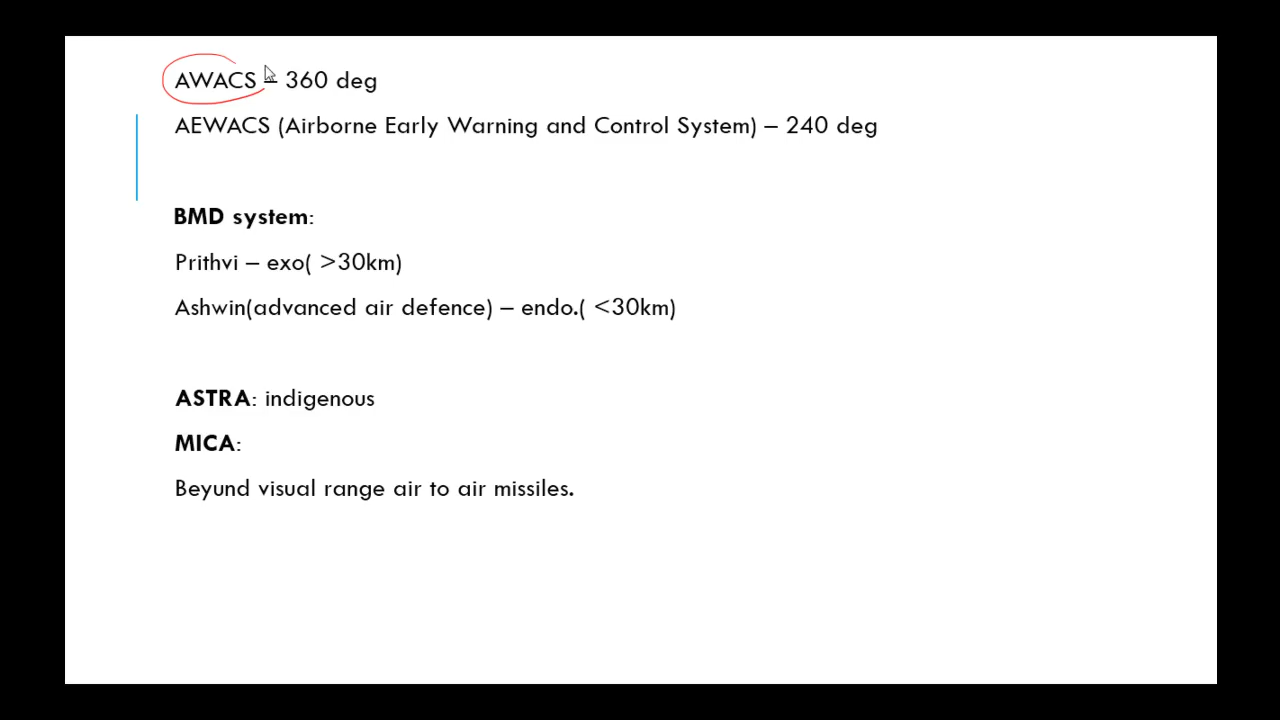 AWACS – 360 deg
AEWACS (Airborne Early Warning and Control System) – 240 deg
BMD system:
Prithvi – exo( >30km)
Ashwin(advanced air defence) – endo.( <30km)
ASTRA: indigenous
MICA:
Beyund visual range air to air missiles.